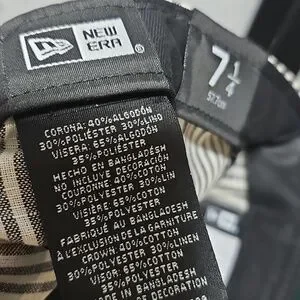 NEW
ERA®
7 1/4
57.7cm
CORONA: 40%ALGODÓN
30%POLIÉSTER 30%LINO
VISERA: 65%ALGODÓN
35%POLIÉSTER
HECHO EN BANGLADESH
NO INCLUYE DECORACIÓN
COURONNE: 40%COTON
30%POLYESTER 30%LIN
VISIÈRE: 65%COTON
35%POLYESTER
FABRIQUÉ AU BANGLADESH
À L'EXCLUSION DE LA GARNITURE
CROWN: 40%COTTON
30%POLYESTER 30%LINEN
VISOR: 65%COTTON
35%POLYESTER
MADE IN BANGLADESH
OF DECORATION